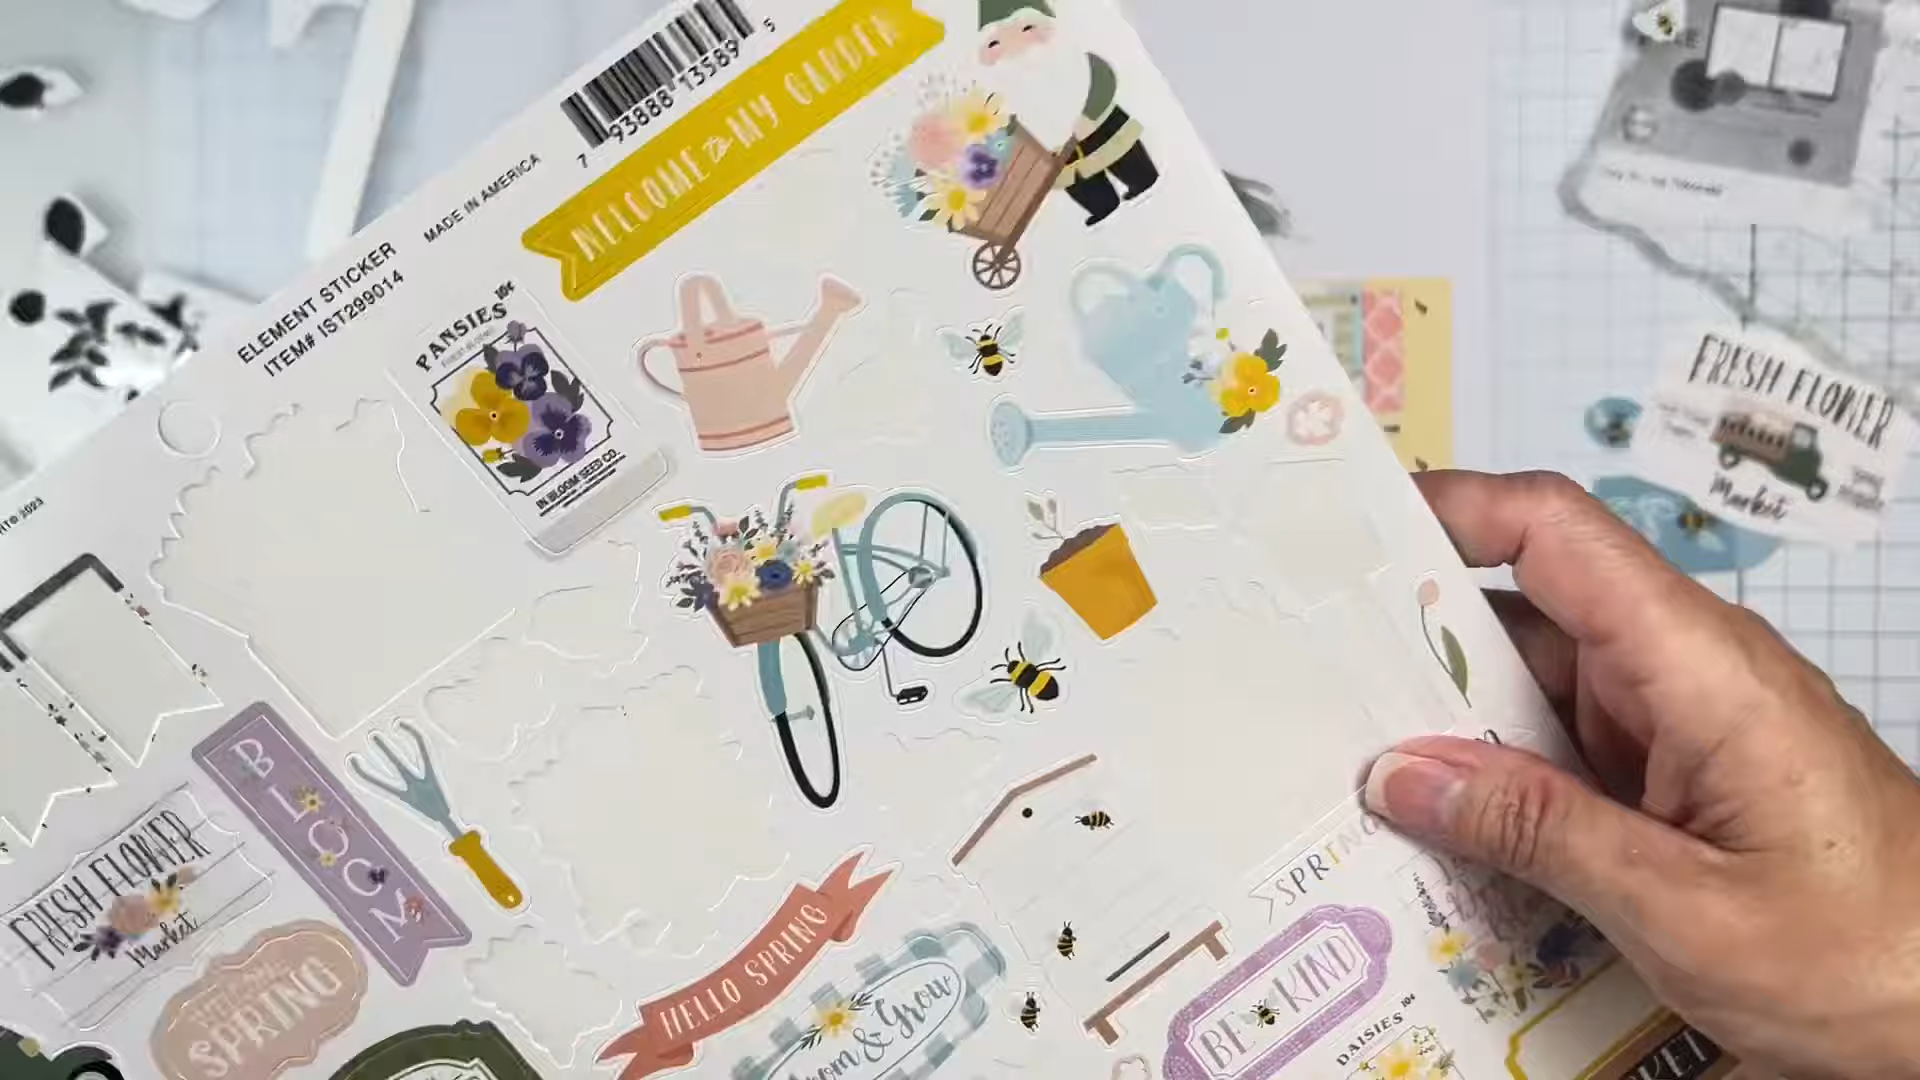 7 93888 13589 5
WELCOME to MY GARDEN
MADE IN AMERICA
ELEMENT STICKER
ITEM# IST299014
PANSIES 10¢
IN BLOOM SEED CO.
FRESH FLOWER
Market
BLOOM
FRESH FLOWER
Market
SPRING
HELLO SPRING
& Grow
SPRING
BE KIND
DAISIES 10¢